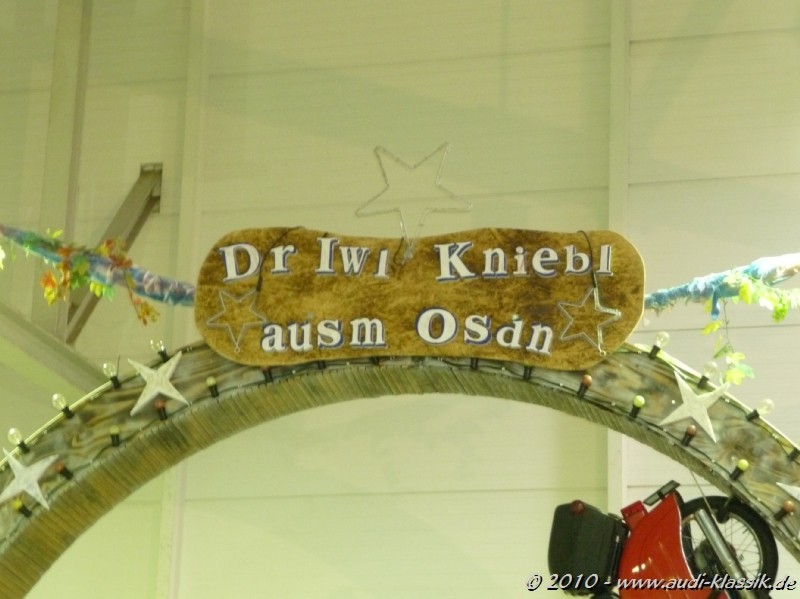 Dr Iwl Kniebl
ausm Osdn
© 2010 - www.audi-klassik.de